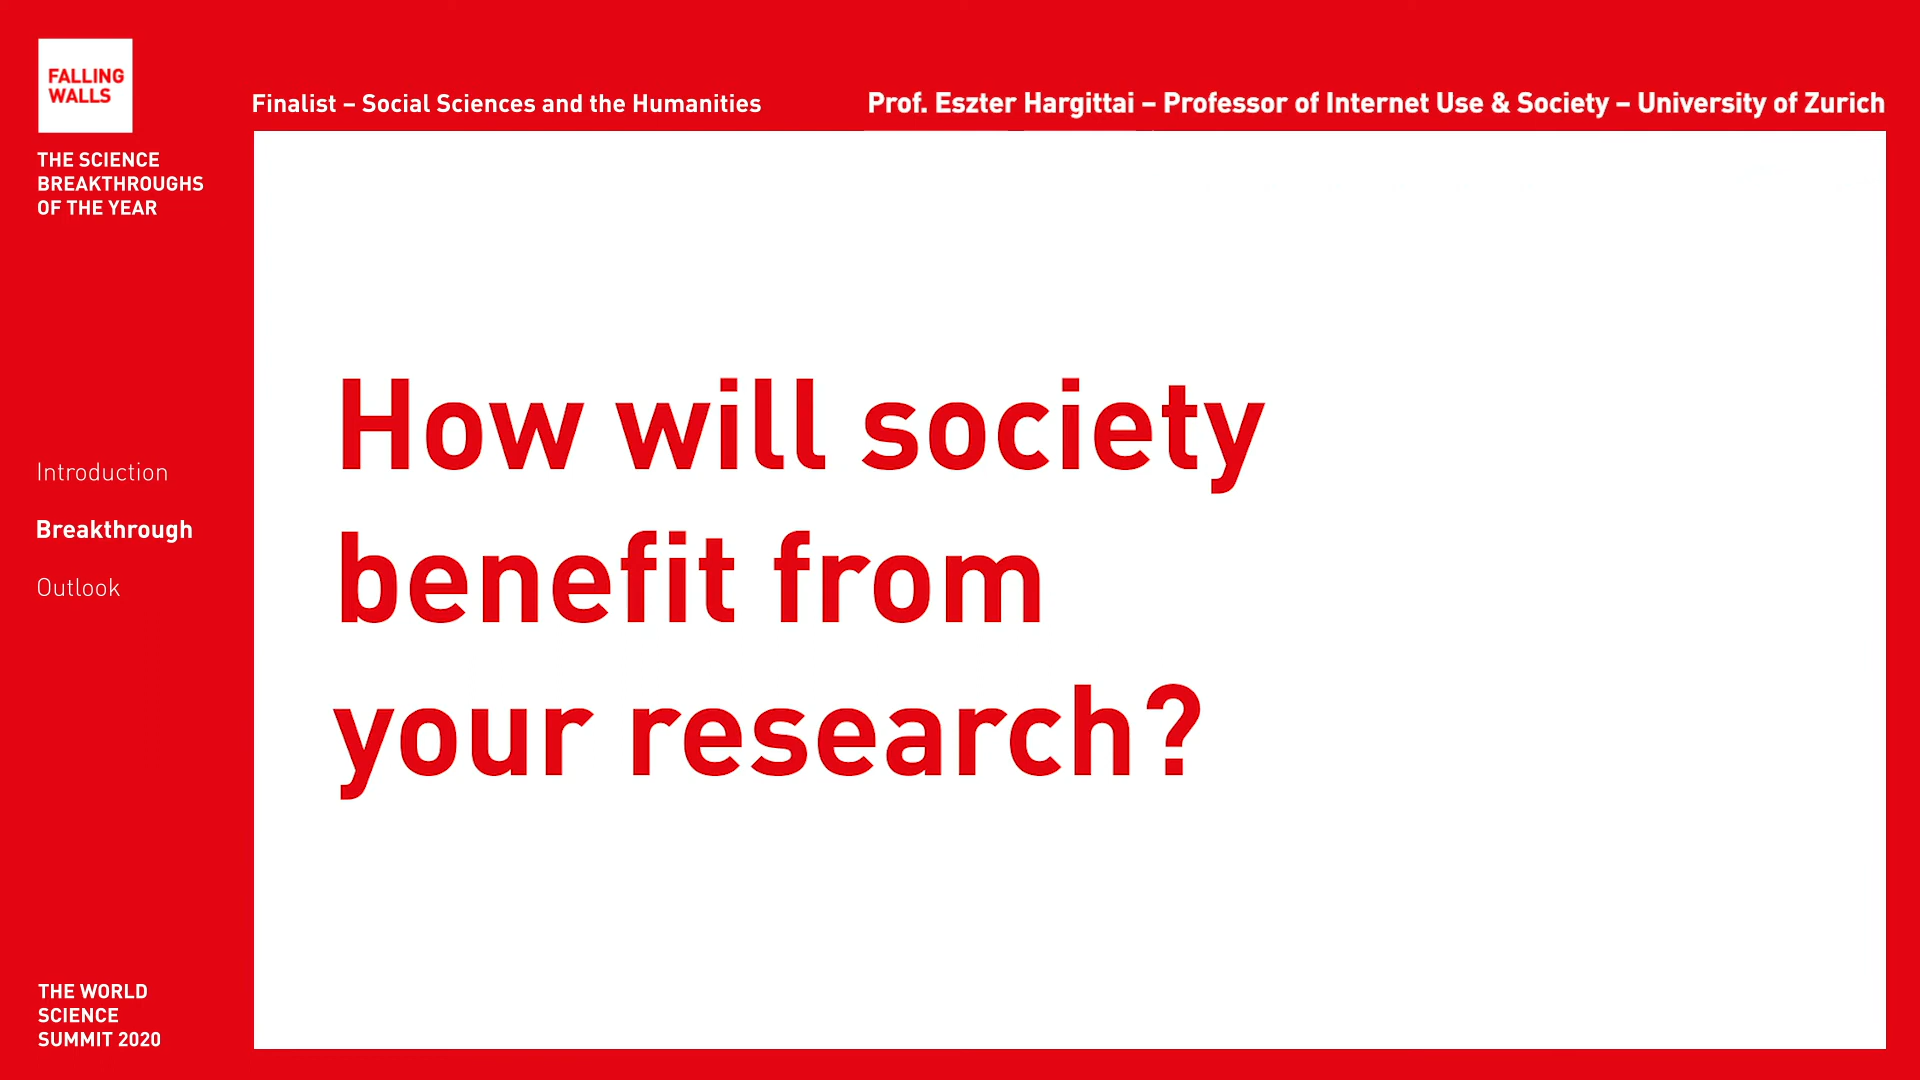 FALLING
WALLS
THE SCIENCE
BREAKTHROUGHS
OF THE YEAR
Finalist – Social Sciences and the Humanities
Prof. Eszter Hargittai – Professor of Internet Use & Society – University of Zurich
Introduction
Breakthrough
Outlook
How will society
benefit from
your research?
THE WORLD
SCIENCE
SUMMIT 2020